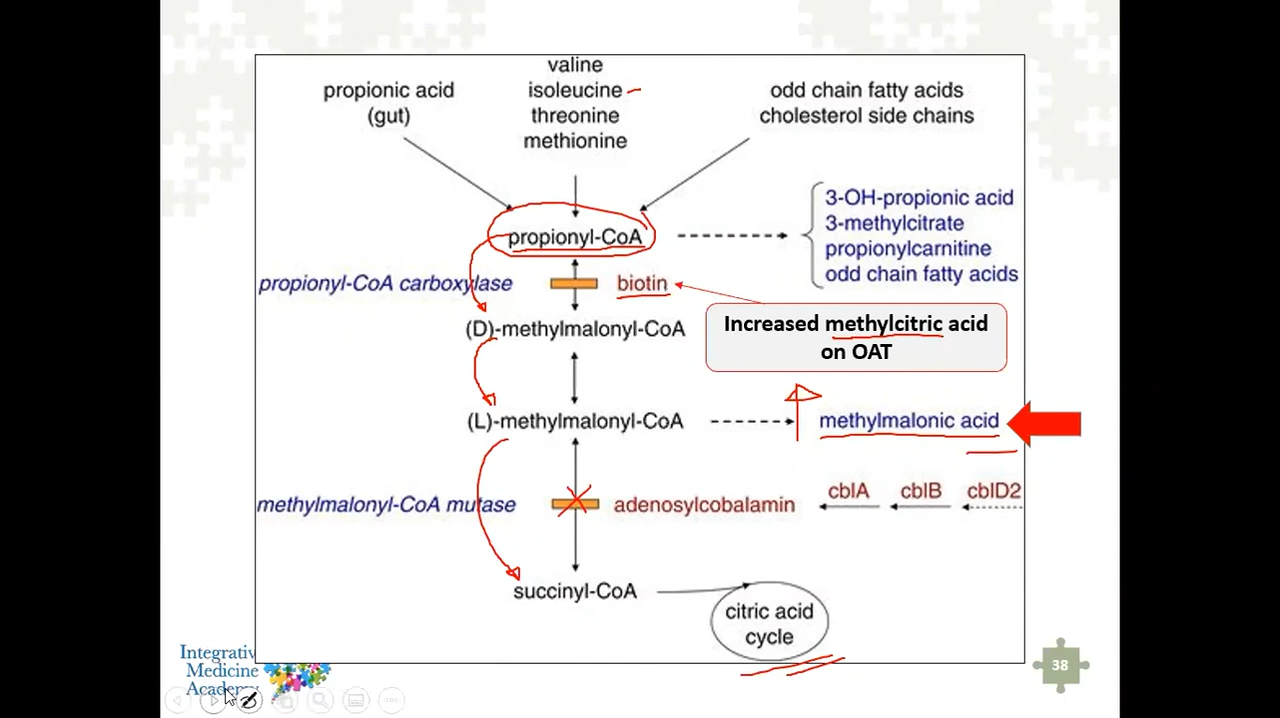 propionic acid
(gut)
valine
isoleucine
threonine
methionine
odd chain fatty acids
cholesterol side chains
propionyl-CoA
3-OH-propionic acid
3-methylcitrate
propionylcarnitine
odd chain fatty acids
propionyl-CoA carboxylase
biotin
(D)-methylmalonyl-CoA
Increased methylcitric acid
on OAT
(L)-methylmalonyl-CoA
methylmalonic acid
methylmalonyl-CoA mutase
adenosylcobalamin
cblA
cblB
cblD2
succinyl-CoA
citric acid
cycle
Integrativ
Medicine
Academy
38